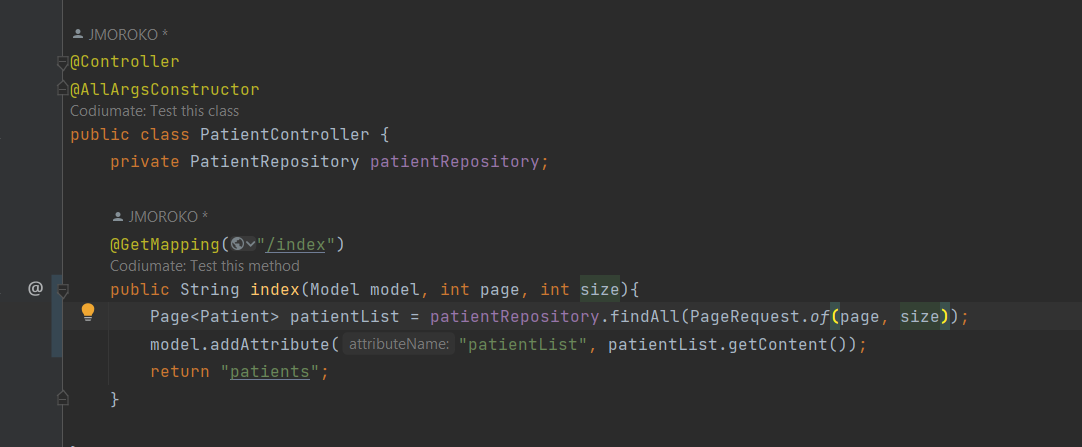 JMOROKO *
@Controller
@AllArgsConstructor
Codiumate: Test this class
public class PatientController {
private PatientRepository patientRepository;
JMOROKO *
@GetMapping("/index")
Codiumate: Test this method
@ public String index(Model model, int page, int size){
Page<Patient> patientList = patientRepository.findAll(PageRequest.of(page, size));
model.addAttribute( attributeName: "patientList", patientList.getContent());
return "patients";
}